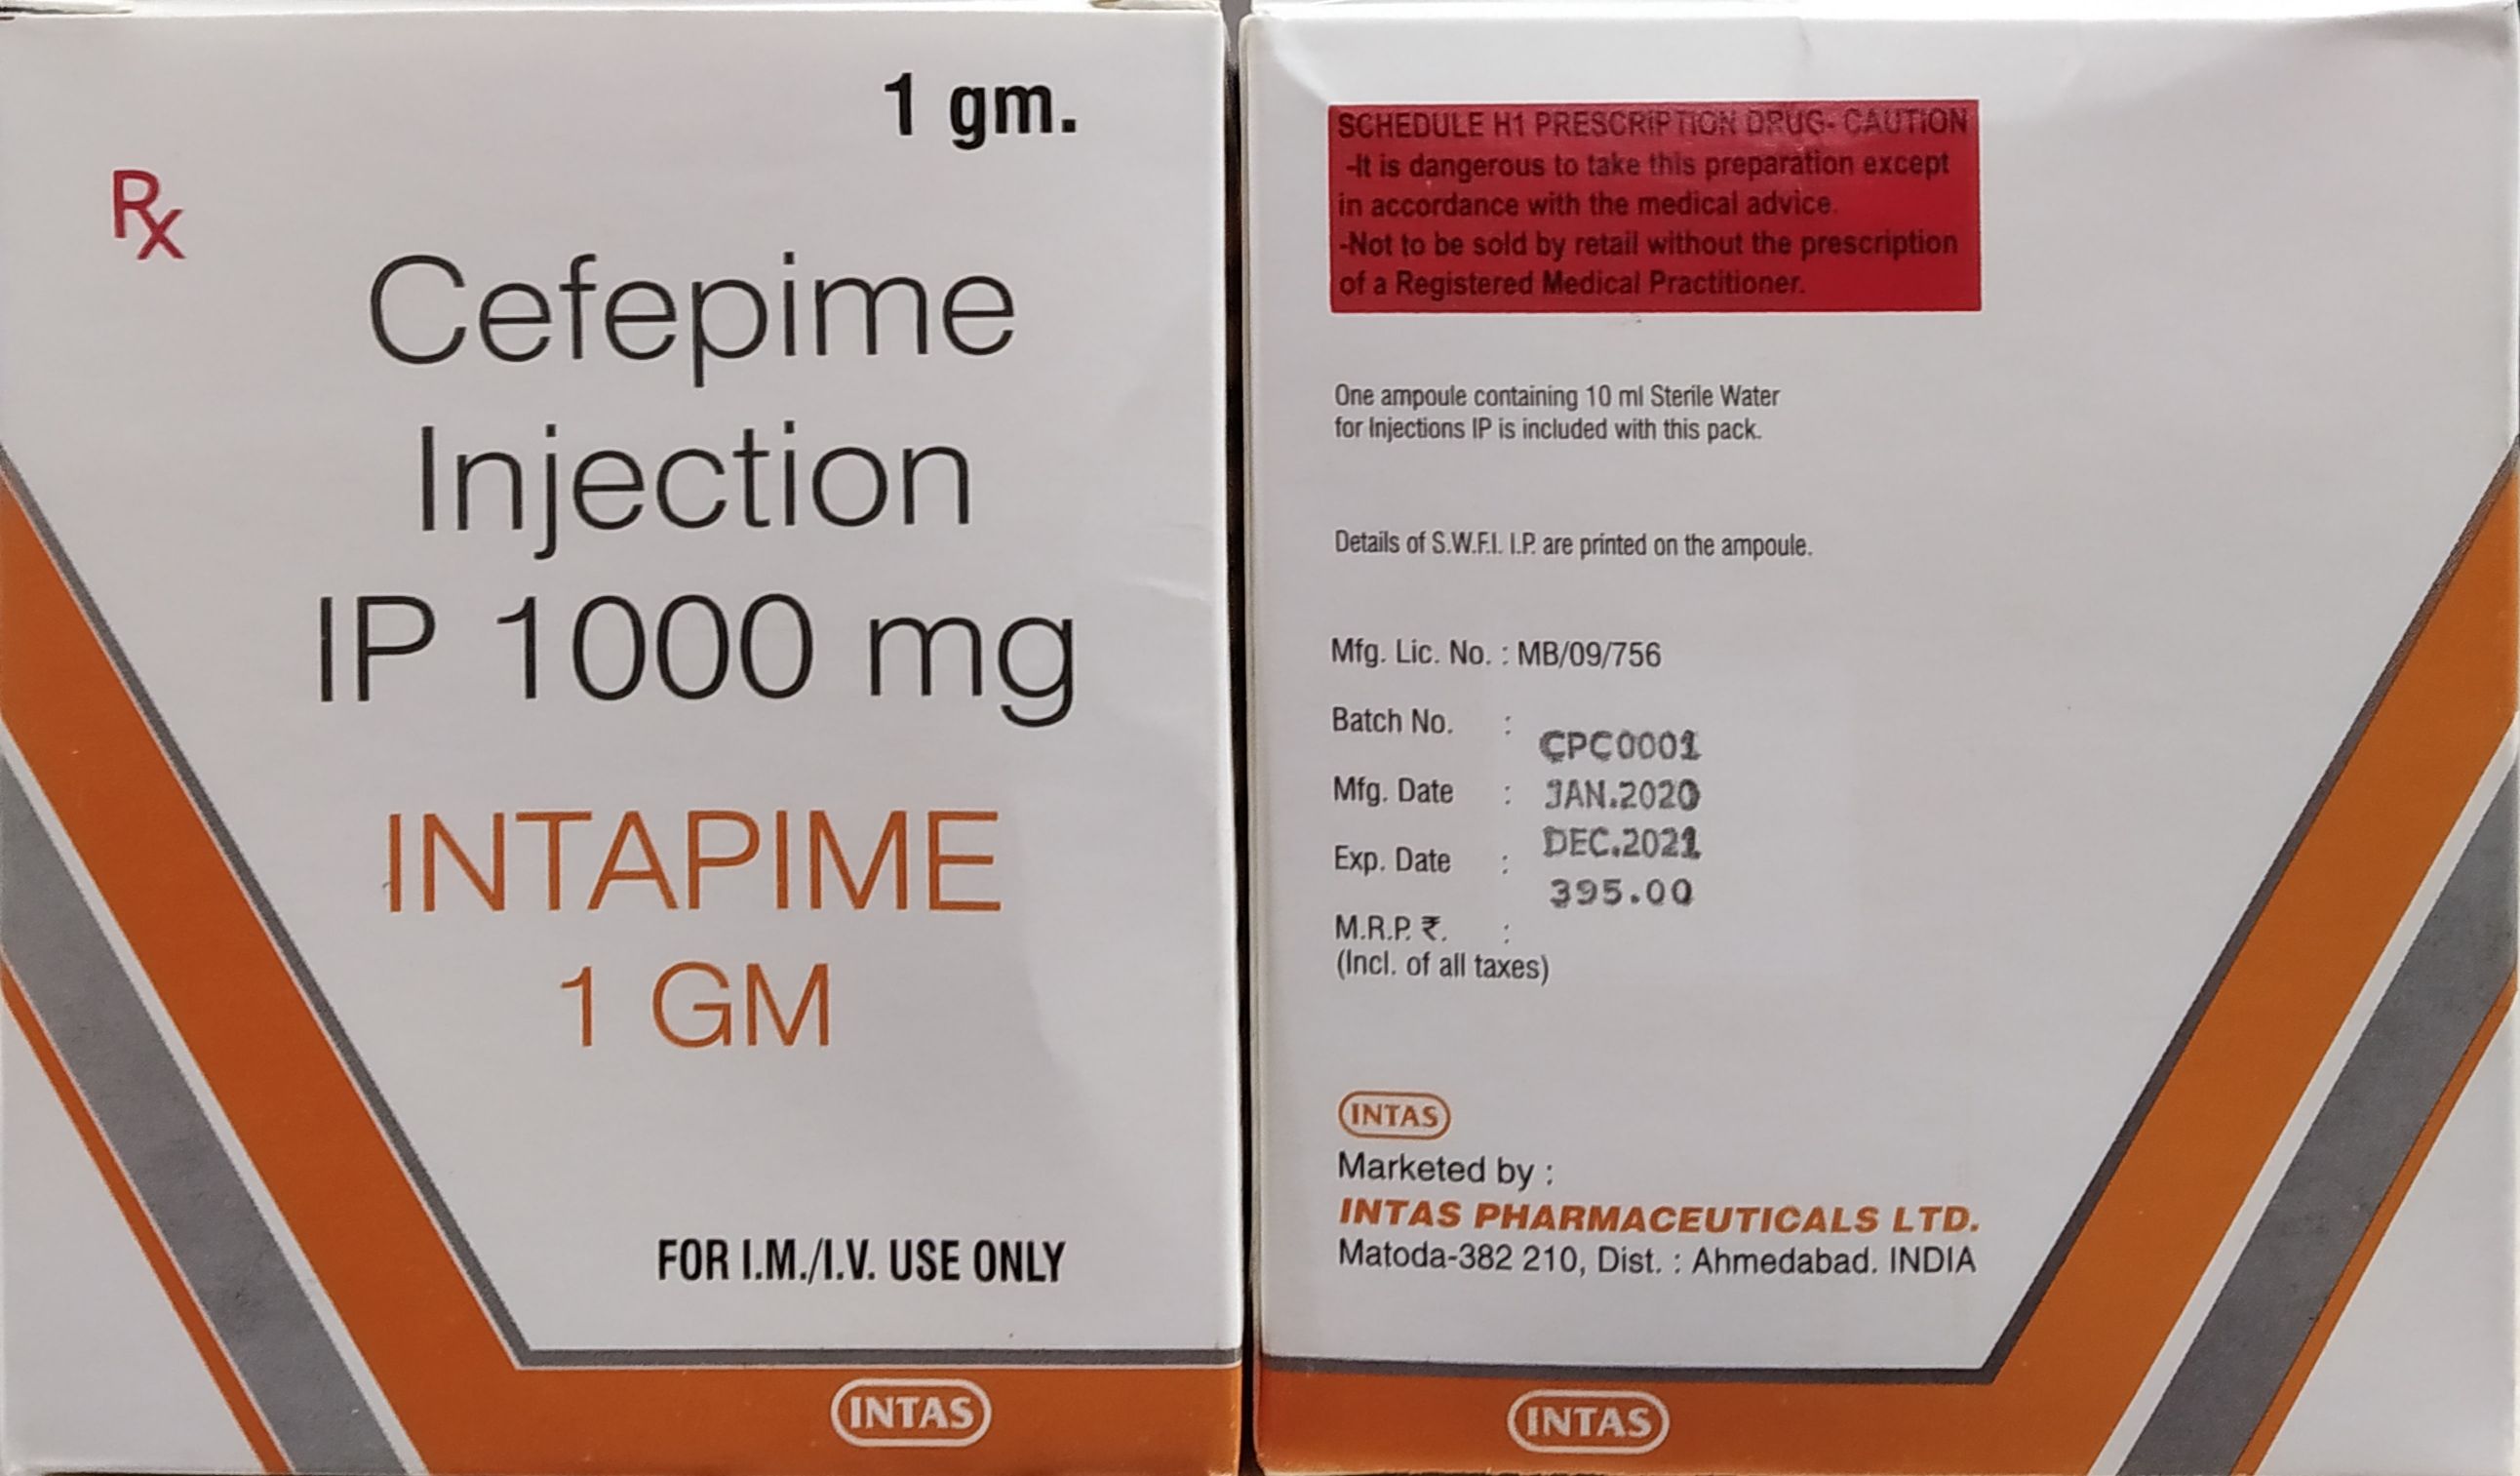 1 gm.
Rx
Cefepime
Injection
IP 1000 mg
INTAPIME
1 GM
FOR I.M./I.V. USE ONLY
INTAS
SCHEDULE H1 PRESCRIPTION DRUG- CAUTION
-It is dangerous to take this preparation except
in accordance with the medical advice.
-Not to be sold by retail without the prescription
of a Registered Medical Practitioner.
One ampoule containing 10 ml Sterile Water
for Injections IP is included with this pack.
Details of S.W.F.I. I.P. are printed on the ampoule.
Mfg. Lic. No. : MB/09/756
Batch No. : CPC0001
Mfg. Date : JAN.2020
Exp. Date : DEC.2021
M.R.P. ₹. : 395.00
(Incl. of all taxes)
INTAS
Marketed by :
INTAS PHARMACEUTICALS LTD.
Matoda-382 210, Dist. : Ahmedabad. INDIA
INTAS